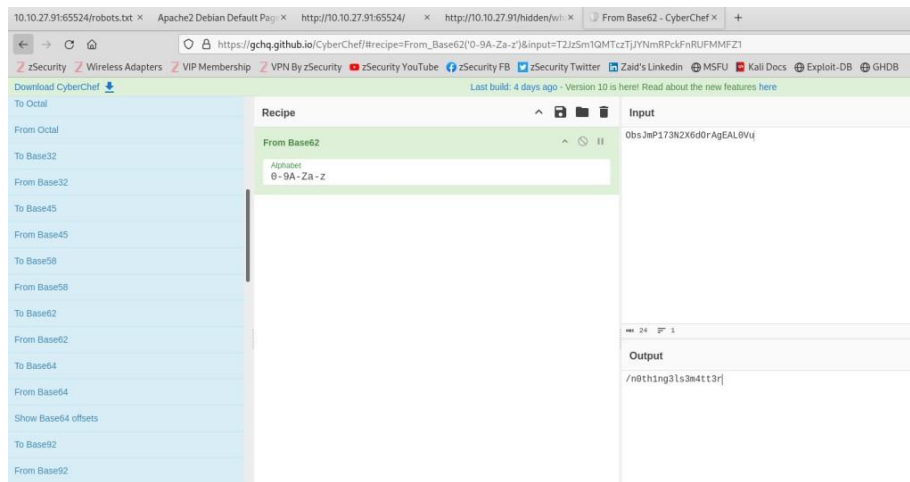 10.10.27.91:65524/robots.txt × Apache2 Debian Default Pag × http://10.10.27.91:65524/ × http://10.10.27.91/hidden/wh × From Base62 - CyberChef × +
https://gchq.github.io/CyberChef/#recipe=From_Base62('0-9A-Za-z')&input=T2JzSm1QMTczTjJYNmRPckFnRUFMMFZ1
zSecurity Wireless Adapters VIP Membership VPN By zSecurity zSecurity YouTube zSecurity FB zSecurity Twitter Zaid's Linkedin MSFU Kali Docs Exploit-DB GHDB
Download CyberChef Last build: 4 days ago - Version 10 is here! Read about the new features here
To Octal
From Octal
To Base32
From Base32
To Base45
From Base45
To Base58
From Base58
To Base62
From Base62
To Base64
From Base64
Show Base64 offsets
To Base92
From Base92
Recipe
From Base62
Alphabet
0-9A-Za-z
Input
ObsJmP173N2X6dOrAgEAL0Vu
24 1
Output
/n0th1ng3ls3m4tt3r